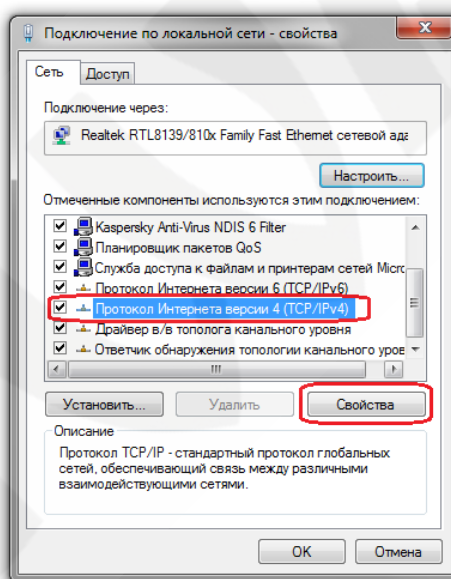 Подключение по локальной сети - свойства
Сеть
Доступ
Подключение через:
Realtek RTL8139/810x Family Fast Ethernet сетевой ада
Настроить...
Отмеченные компоненты используются этим подключением:
Kaspersky Anti-Virus NDIS 6 Filter
Планировщик пакетов QoS
Служба доступа к файлам и принтерам сетей Micro
Протокол Интернета версии 6 (TCP/IPv6)
Протокол Интернета версии 4 (TCP/IPv4)
Драйвер в/в тополога канального уровня
Ответчик обнаружения топологии канального уров
Установить...
Удалить
Свойства
Описание
Протокол TCP/IP - стандартный протокол глобальных
сетей, обеспечивающий связь между различными
взаимодействующими сетями.
OK
Отмена